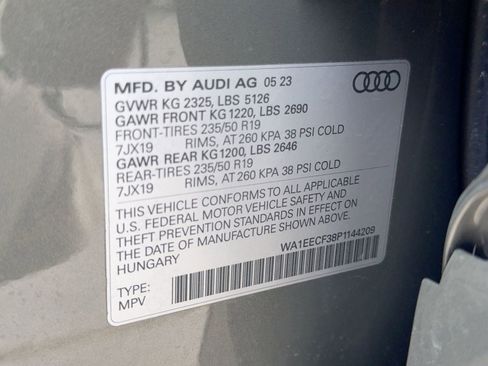 MFD. BY AUDI AG 05 23
GVWR KG 2325, LBS 5126
GAWR FRONT KG 1220, LBS 2690
FRONT-TIRES 235/50 R19
7JX19 RIMS, AT 260 KPA 38 PSI COLD
GAWR REAR KG 1200, LBS 2646
REAR-TIRES 235/50 R19
7JX19 RIMS, AT 260 KPA 38 PSI COLD
THIS VEHICLE CONFORMS TO ALL APPLICABLE
U.S. FEDERAL MOTOR VEHICLE SAFETY AND
THEFT PREVENTION STANDARDS IN EFFECT ON
THE DATE OF MANUFACTURE SHOWN ABOVE.
HUNGARY
WA1EECF38P1144209
TYPE:
MPV